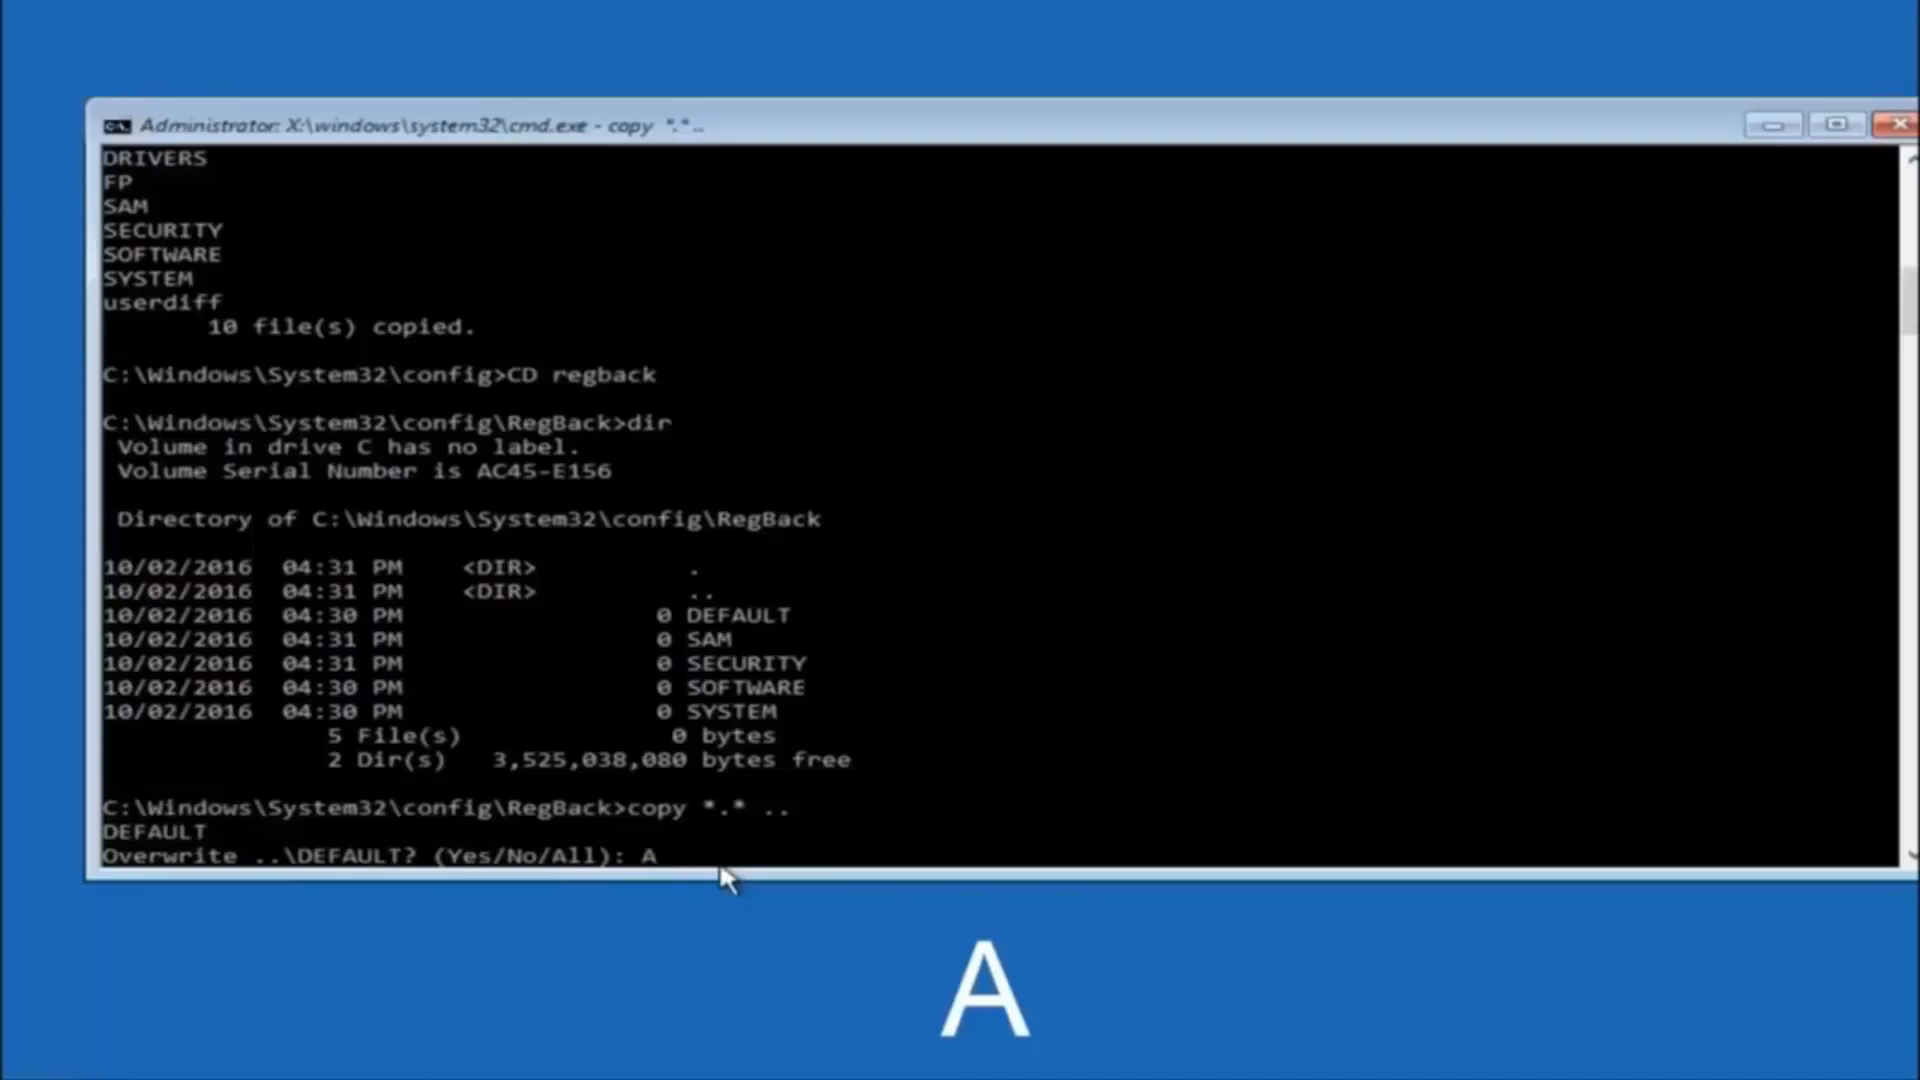 Administrator: X:\windows\system32\cmd.exe - copy *.* ..
DRIVERS
FP
SAM
SECURITY
SOFTWARE
SYSTEM
userdiff
10 file(s) copied.
C:\Windows\System32\config>CD regback
C:\Windows\System32\config\RegBack>dir
Volume in drive C has no label.
Volume Serial Number is AC45-E156
Directory of C:\Windows\System32\config\RegBack
10/02/2016 04:31 PM <DIR> .
10/02/2016 04:31 PM <DIR> ..
10/02/2016 04:30 PM 0 DEFAULT
10/02/2016 04:31 PM 0 SAM
10/02/2016 04:31 PM 0 SECURITY
10/02/2016 04:30 PM 0 SOFTWARE
10/02/2016 04:30 PM 0 SYSTEM
5 File(s) 0 bytes
2 Dir(s) 3,525,038,080 bytes free
C:\Windows\System32\config\RegBack>copy *.* ..
DEFAULT
Overwrite ..\DEFAULT? (Yes/No/All): A
A